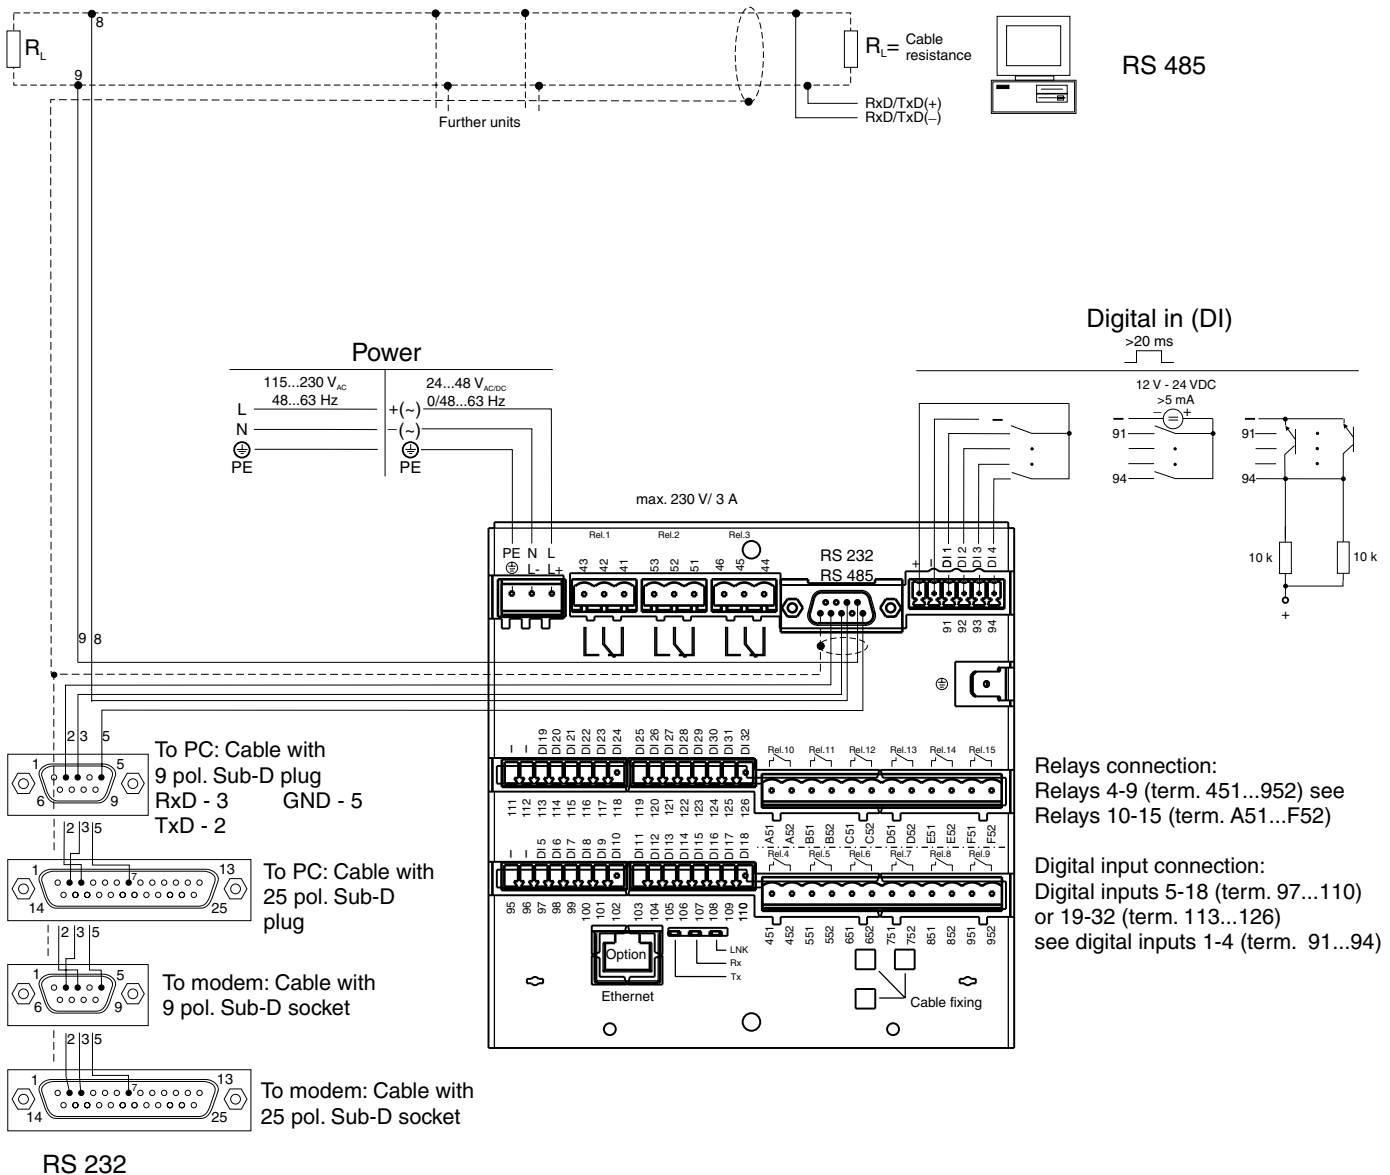 8
R_L
9
R_L= Cable
resistance
RS 485
RxD/TxD(+)
RxD/TxD(–)
Further units
Digital in (DI)
>20 ms
Power
115...230 V_AC
48...63 Hz
24...48 V_AC/DC
0/48...63 Hz
L
+(~)
N
–(~)
PE
PE
12 V - 24 VDC
>5 mA
– = +
–
–
–
91
91
94
94
10 k
10 k
+
max. 230 V/ 3 A
Rel.1
Rel.2
Rel.3
PE N L
L- L+
43 42 41
53 52 51
46 45 44
RS 232
RS 485
+ – DI 1 DI 2 DI 3 DI 4
91 92 93 94
9 8
2 3 5
1 5
6 9
To PC: Cable with
9 pol. Sub-D plug
RxD - 3 GND - 5
TxD - 2
2 3 5
1 7 13
14 25
To PC: Cable with
25 pol. Sub-D
plug
2 3 5
1 5
6 9
To modem: Cable with
9 pol. Sub-D socket
2 3 5
1 7 13
14 25
To modem: Cable with
25 pol. Sub-D socket
RS 232
– – DI 19 DI 20 DI 21 DI 22 DI 23 DI 24
DI 25 DI 26 DI 27 DI 28 DI 29 DI 30 DI 31 DI 32
Rel.10 Rel.11 Rel.12 Rel.13 Rel.14 Rel.15
111 112 113 114 115 116 117 118
119 120 121 122 123 124 125 126
A51 A52 B51 B52 C51 C52 D51 D52 E51 E52 F51 F52
– – DI 5 DI 6 DI 7 DI 8 DI 9 DI 10
DI 11 DI 12 DI 13 DI 14 DI 15 DI 16 DI 17 DI 18
Rel.4 Rel.5 Rel.6 Rel.7 Rel.8 Rel.9
95 96 97 98 99 100 101 102
103 104 105 106 107 108 109 110
451 452 551 552 651 652 751 752 851 852 951 952
Option
Ethernet
LNK
Rx
Tx
Cable fixing
Relays connection:
Relays 4-9 (term. 451...952) see
Relays 10-15 (term. A51...F52)
Digital input connection:
Digital inputs 5-18 (term. 97...110)
or 19-32 (term. 113...126)
see digital inputs 1-4 (term. 91...94)